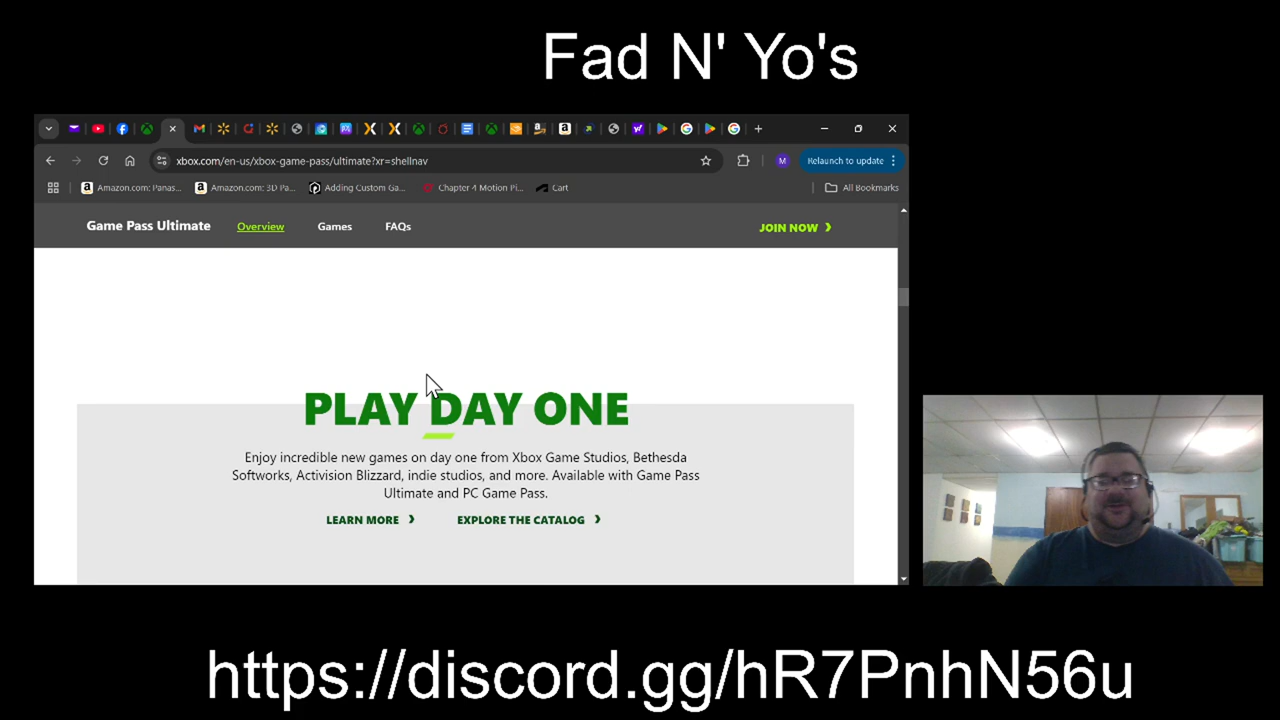 Fad N' Yo's
xbox.com/en-us/xbox-game-pass/ultimate?xr=shellnav
M
Relaunch to update
Amazon.com: Panas...
Amazon.com: 3D Pa...
Adding Custom Ga...
Chapter 4 Motion Pi...
Cart
All Bookmarks
Game Pass Ultimate
Overview
Games
FAQs
JOIN NOW
PLAY DAY ONE
Enjoy incredible new games on day one from Xbox Game Studios, Bethesda
Softworks, Activision Blizzard, indie studios, and more. Available with Game Pass
Ultimate and PC Game Pass.
LEARN MORE
EXPLORE THE CATALOG
https://discord.gg/hR7PnhN56u